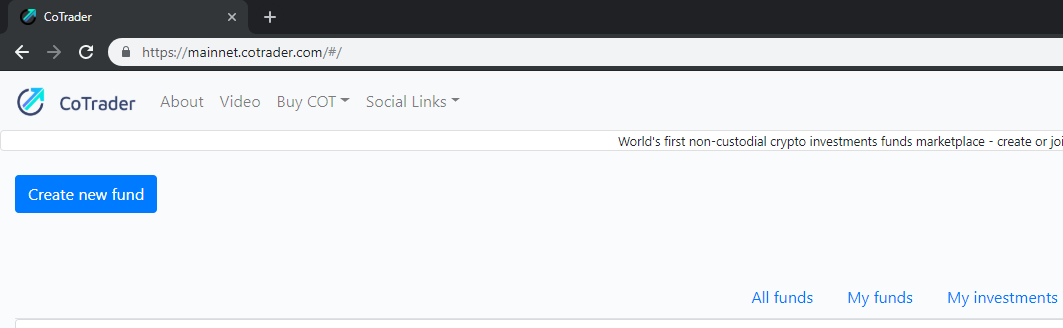 CoTrader
https://mainnet.cotrader.com/#/
CoTrader About Video Buy COT Social Links
World's first non-custodial crypto investments funds marketplace - create or joi
Create new fund
All funds My funds My investments